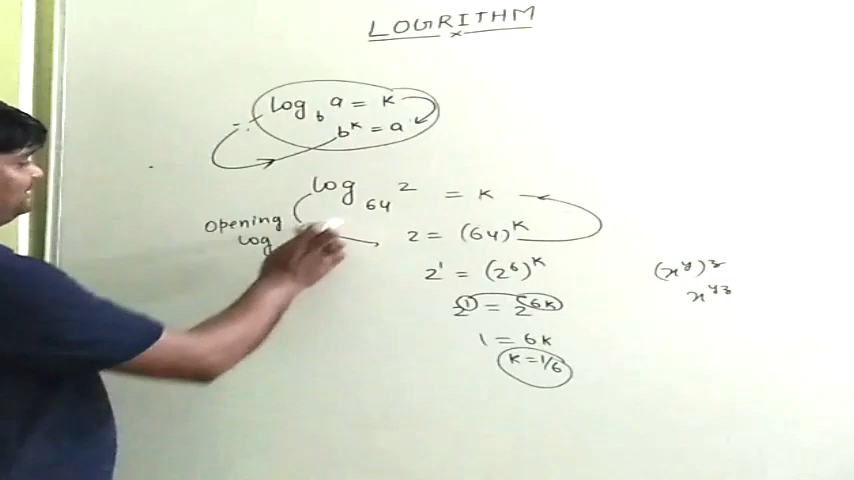 LOGRITHM
log_b a = k
b^k = a
log_64 2 = k
opening
log
2 = (64)^k
2^1 = (2^6)^k
(x^y)^z
x^yz
2^1 = 2^6k
1 = 6k
k = 1/6